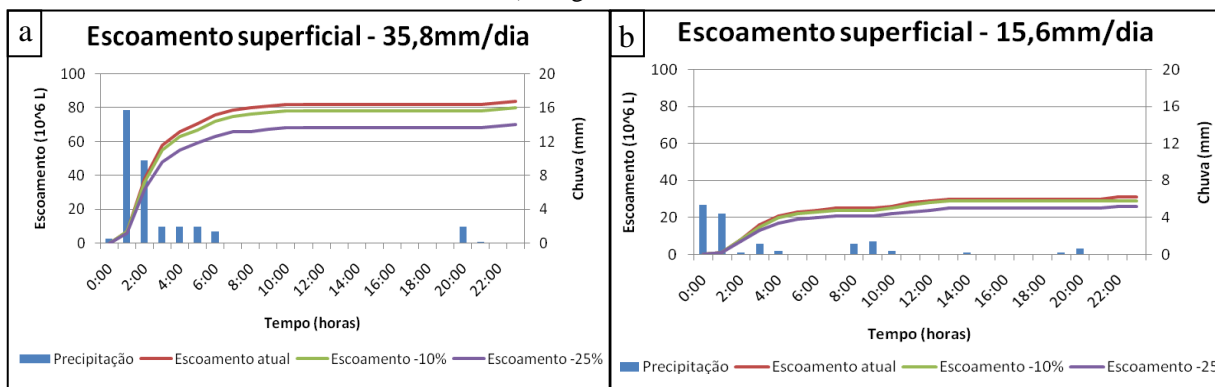 a
Escoamento superficial - 35,8mm/dia
Escoamento (10^6 L)
100
80
60
40
20
0
20
16
12
8
4
0
Chuva (mm)
0:00
2:00
4:00
6:00
8:00
10:00
12:00
14:00
16:00
18:00
20:00
22:00
Tempo (horas)
Precipitação
Escoamento atual
Escoamento -10%
Escoamento -25%
b
Escoamento superficial - 15,6mm/dia
Escoamento (10^6 L)
100
80
60
40
20
0
20
16
12
8
4
0
Chuva (mm)
0:00
2:00
4:00
6:00
8:00
10:00
12:00
14:00
16:00
18:00
20:00
22:00
Tempo (horas)
Precipitação
Escoamento atual
Escoamento -10%
Escoamento -25